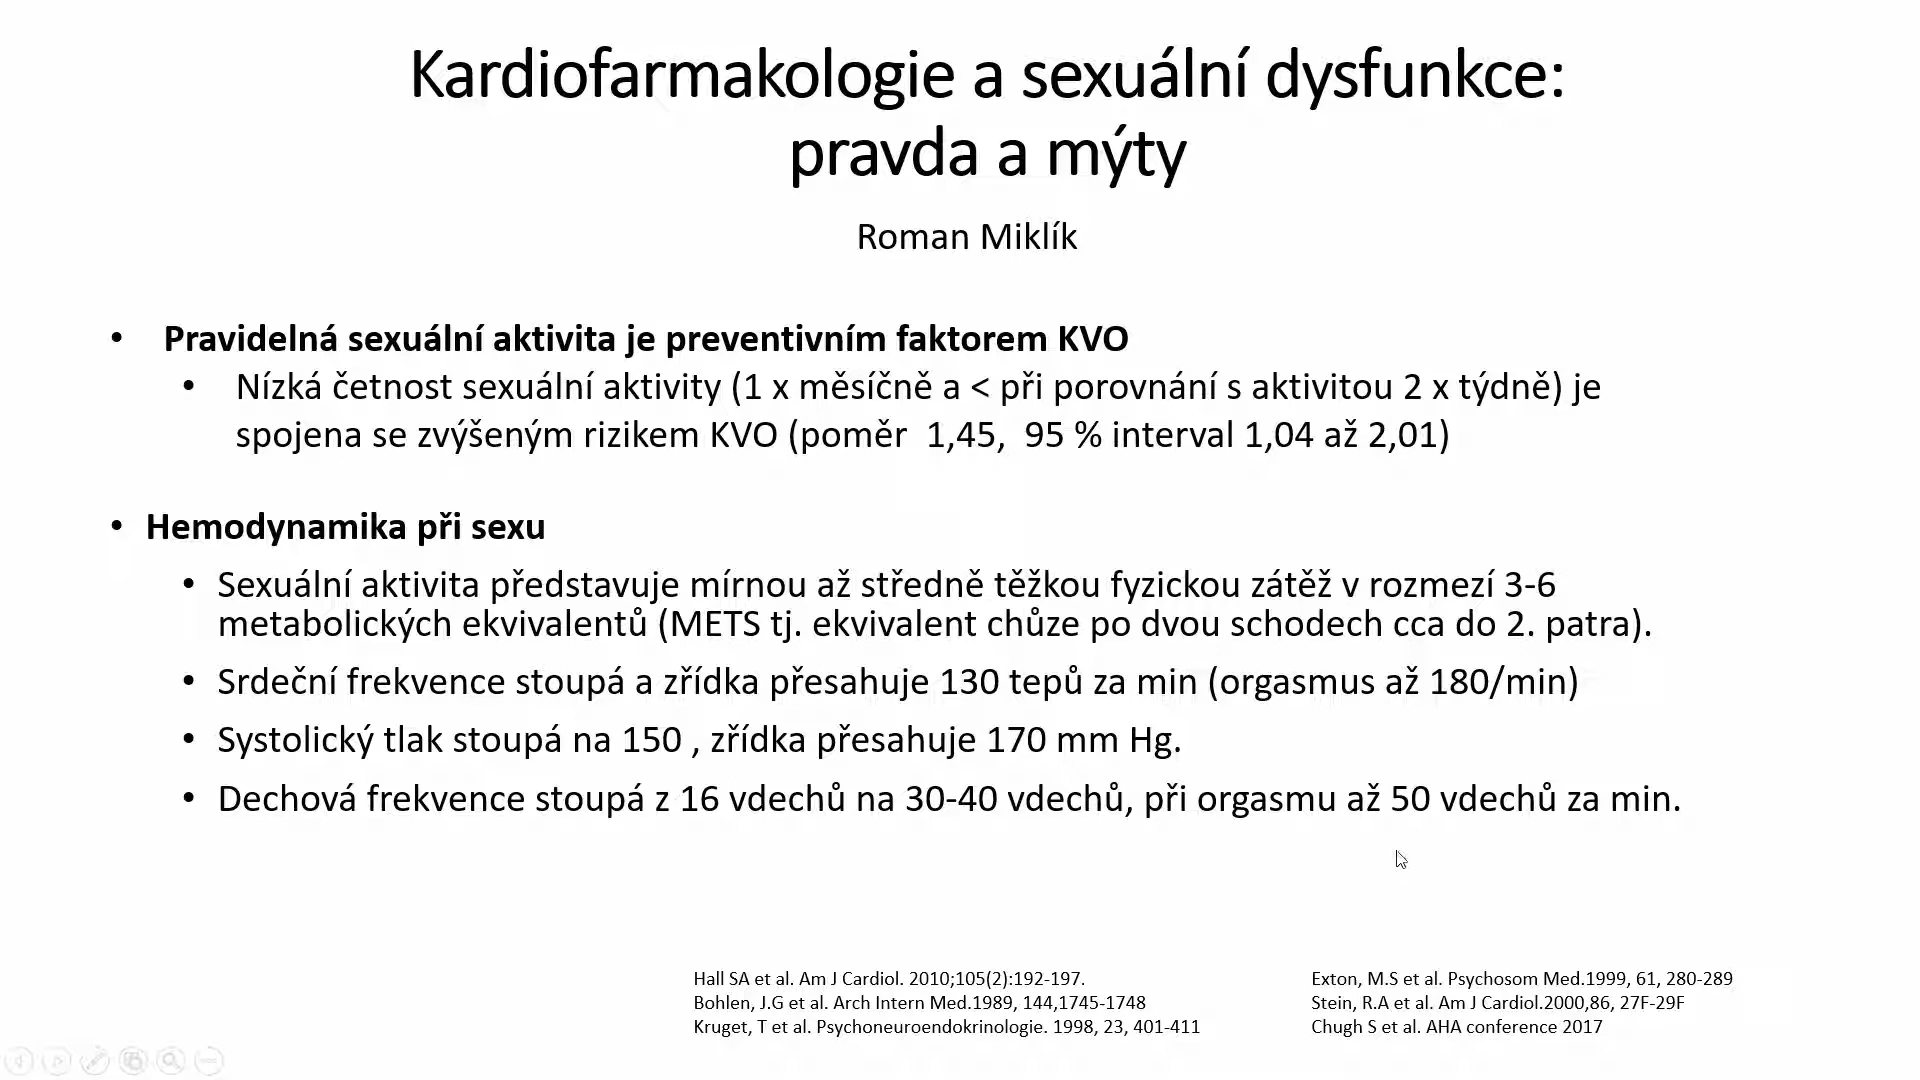 Kardiofarmakologie a sexuální dysfunkce:
pravda a mýty
Roman Miklík
• Pravidelná sexuální aktivita je preventivním faktorem KVO
• Nízká četnost sexuální aktivity (1 x měsíčně a < při porovnání s aktivitou 2 x týdně) je
spojena se zvýšeným rizikem KVO (poměr 1,45, 95 % interval 1,04 až 2,01)
• Hemodynamika při sexu
• Sexuální aktivita představuje mírnou až středně těžkou fyzickou zátěž v rozmezí 3-6
metabolických ekvivalentů (METS tj. ekvivalent chůze po dvou schodech cca do 2. patra).
• Srdeční frekvence stoupá a zřídka přesahuje 130 tepů za min (orgasmus až 180/min)
• Systolický tlak stoupá na 150 , zřídka přesahuje 170 mm Hg.
• Dechová frekvence stoupá z 16 vdechů na 30-40 vdechů, při orgasmu až 50 vdechů za min.
Hall SA et al. Am J Cardiol. 2010;105(2):192-197.
Bohlen, J.G et al. Arch Intern Med.1989, 144,1745-1748
Kruget, T et al. Psychoneuroendokrinologie. 1998, 23, 401-411
Exton, M.S et al. Psychosom Med.1999, 61, 280-289
Stein, R.A et al. Am J Cardiol.2000,86, 27F-29F
Chugh S et al. AHA conference 2017